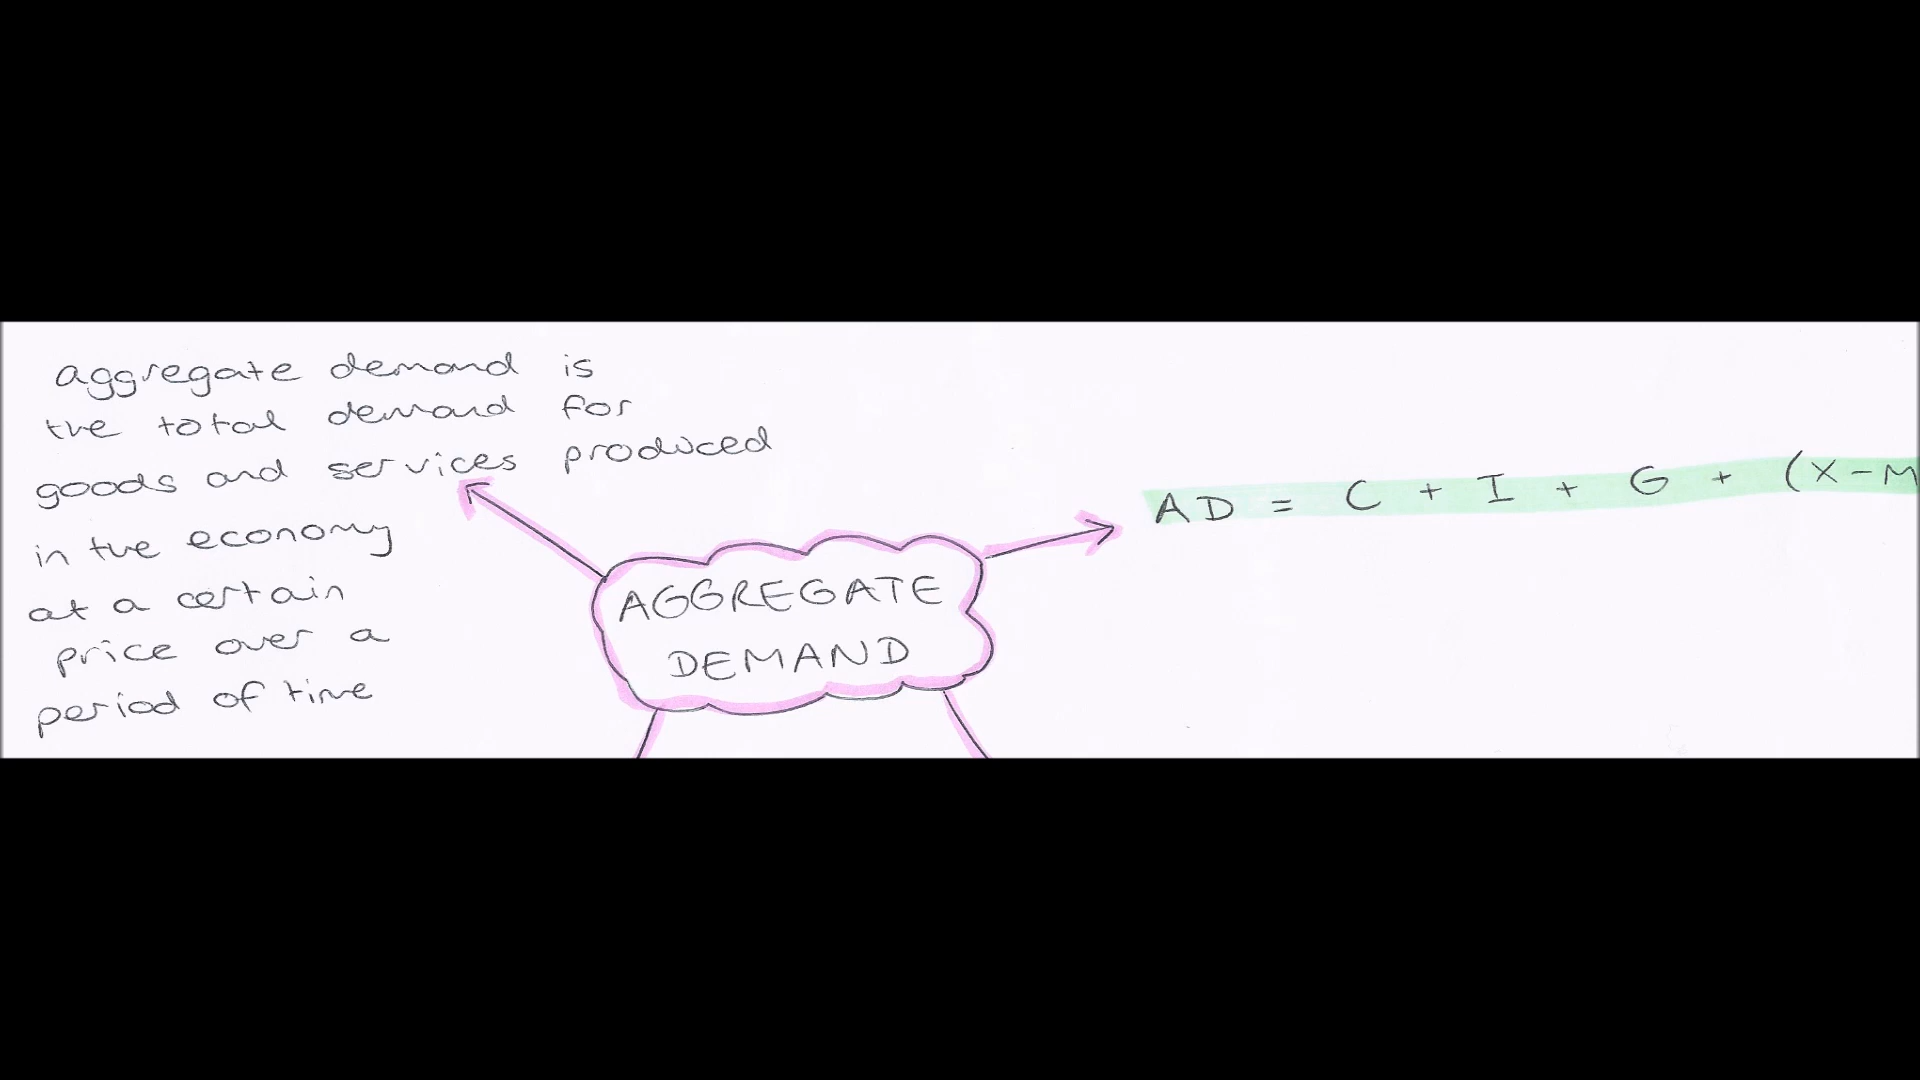 aggregate demand is
the total demand for
goods and services produced
in the economy
at a certain
price over a
period of time
AGGREGATE
DEMAND
AD = C + I + G + (X-M